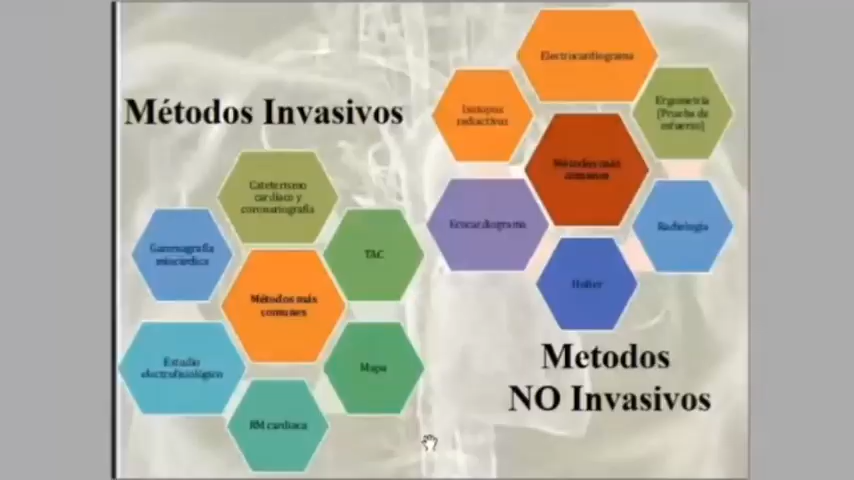 Métodos Invasivos
Cateterismo
cardiaco y
coronariografía
Gammagrafía
miocárdica
TAC
Métodos más
comunes
Estudio
electrofisiológico
Mapa
RM cardiaca
Electrocardiograma
Isótopos
radiactivos
Ergometría
(Prueba de
esfuerzo)
Métodos más
comunes
Ecocardiograma
Radiología
Holter
Metodos
NO Invasivos